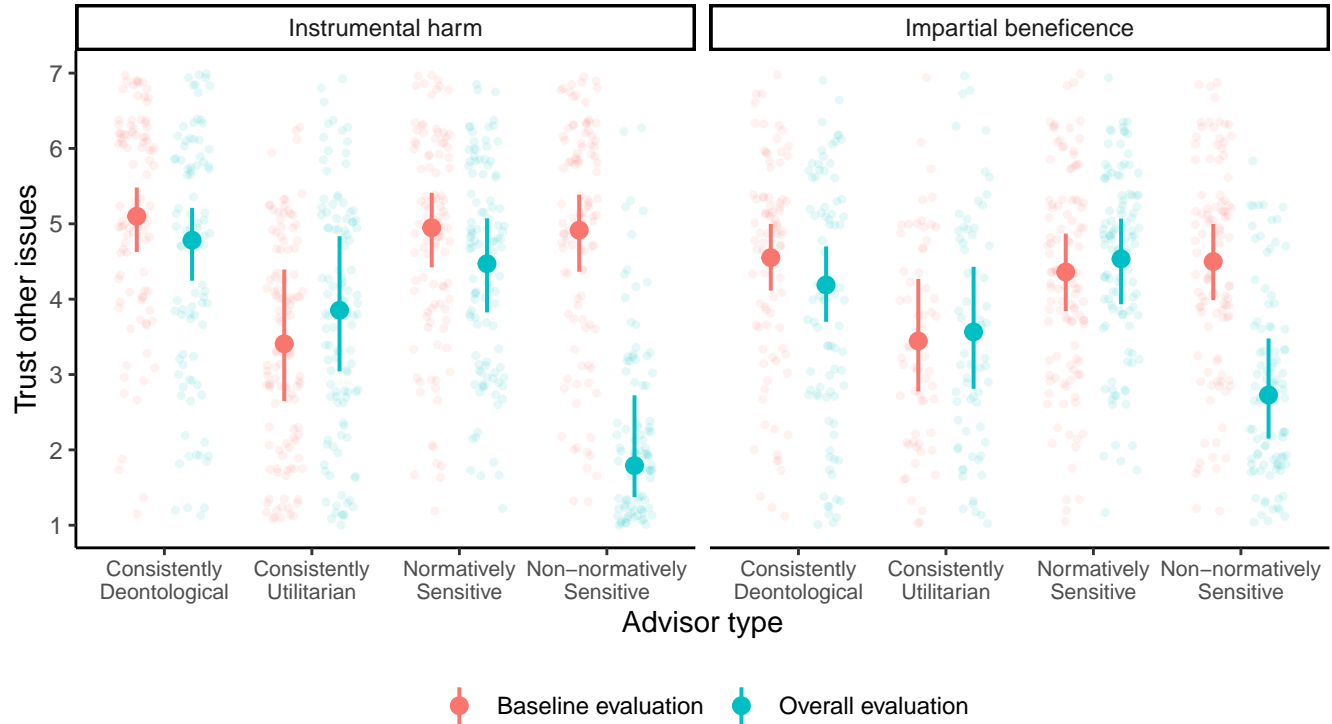 Instrumental harm
Impartial beneficence
Trust other issues
7
6
5
4
3
2
1
Consistently Deontological
Consistently Utilitarian
Normatively Sensitive
Non−normatively Sensitive
Consistently Deontological
Consistently Utilitarian
Normatively Sensitive
Non−normatively Sensitive
Advisor type
Baseline evaluation
Overall evaluation